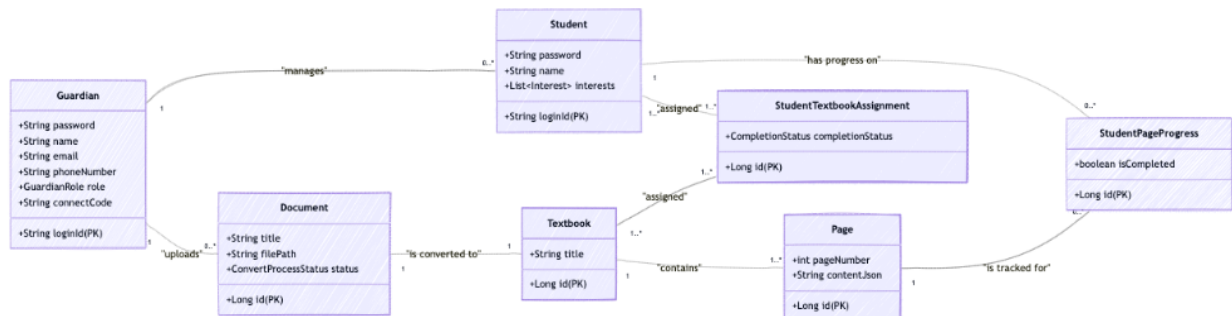 Student
+String password
+String name
+List<Interest> interests
+String loginId(PK)
"manages"
0..*
1
"has progress on"
1
0..*
Guardian
+String password
+String name
+String email
+String phoneNumber
+GuardianRole role
+String connectCode
+String loginId(PK)
"assigned"
1..*
1..*
StudentTextbookAssignment
+CompletionStatus completionStatus
+Long id(PK)
StudentPageProgress
+boolean isCompleted
+Long id(PK)
1..*
"assigned"
1..*
1
"uploads"
0..*
Document
+String title
+String filePath
+ConvertProcessStatus status
+Long id(PK)
1
"is converted to"
1
Textbook
+String title
+Long id(PK)
1
"contains"
1..*
Page
+int pageNumber
+String contentJson
+Long id(PK)
1
"is tracked for"